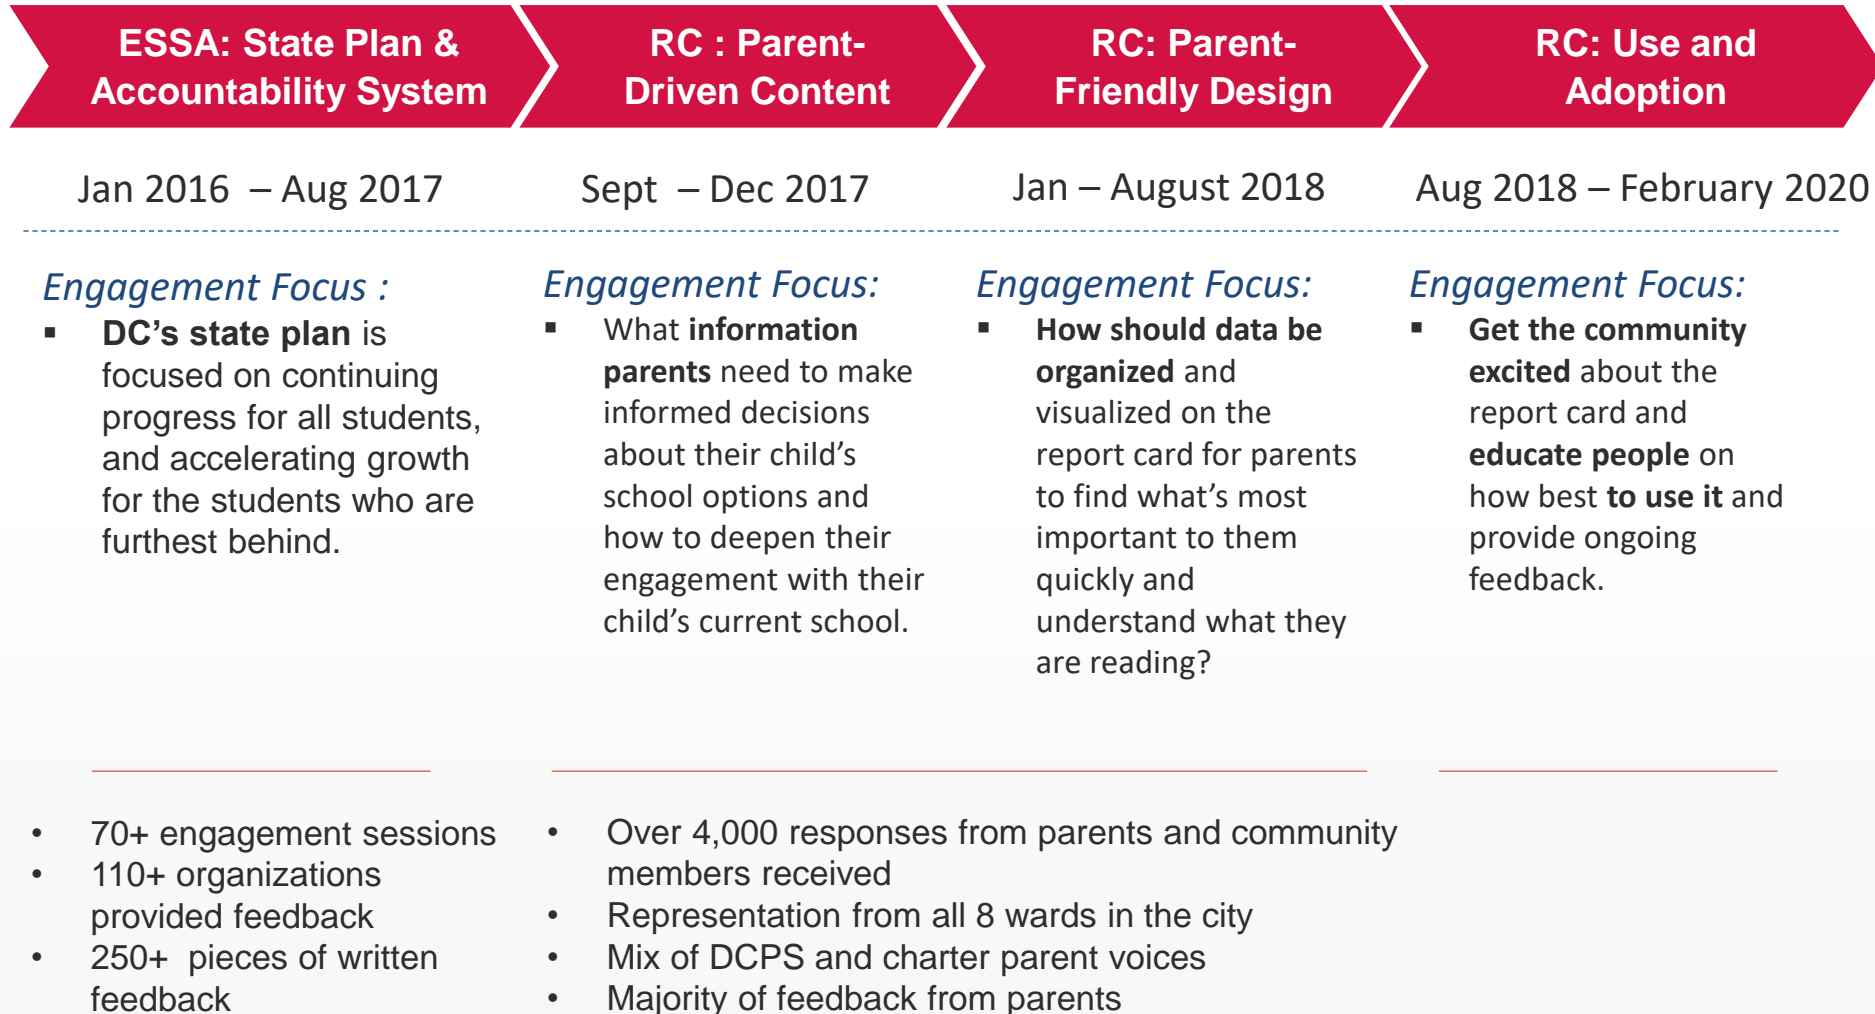 ESSA: State Plan &
Accountability System
RC : Parent-
Driven Content
RC: Parent-
Friendly Design
RC: Use and
Adoption
Jan 2016 – Aug 2017
Sept – Dec 2017
Jan – August 2018
Aug 2018 – February 2020
Engagement Focus :
▪ DC’s state plan is
focused on continuing
progress for all students,
and accelerating growth
for the students who are
furthest behind.
Engagement Focus:
▪ What information
parents need to make
informed decisions
about their child’s
school options and
how to deepen their
engagement with their
child’s current school.
Engagement Focus:
▪ How should data be
organized and
visualized on the
report card for parents
to find what’s most
important to them
quickly and
understand what they
are reading?
Engagement Focus:
▪ Get the community
excited about the
report card and
educate people on
how best to use it and
provide ongoing
feedback.
• 70+ engagement sessions
• 110+ organizations
provided feedback
• 250+ pieces of written
feedback
• Over 4,000 responses from parents and community
members received
• Representation from all 8 wards in the city
• Mix of DCPS and charter parent voices
• Majority of feedback from parents